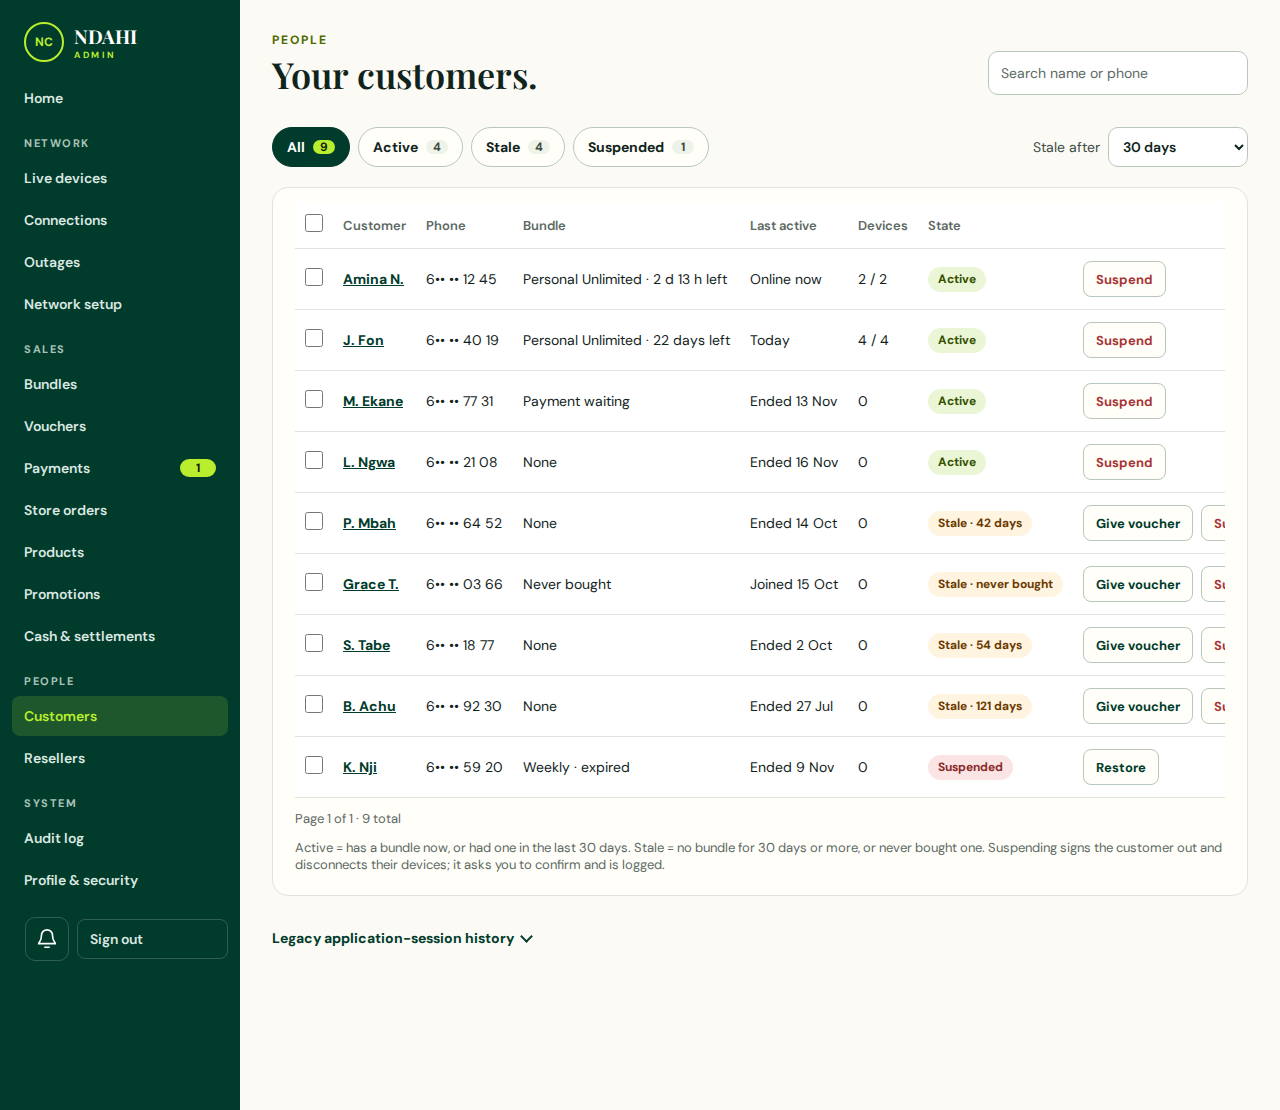 NC
NDAHI
ADMIN
Home
NETWORK
Live devices
Connections
Outages
Network setup
SALES
Bundles
Vouchers
Payments 1
Store orders
Products
Promotions
Cash & settlements
PEOPLE
Customers
Resellers
SYSTEM
Audit log
Profile & security
Sign out
PEOPLE
Your customers.
Search name or phone
All 9 Active 4 Stale 4 Suspended 1 Stale after 30 days
Customer Phone Bundle Last active Devices State
Amina N. 6•• •• 12 45 Personal Unlimited · 2 d 13 h left Online now 2 / 2 Active Suspend
J. Fon 6•• •• 40 19 Personal Unlimited · 22 days left Today 4 / 4 Active Suspend
M. Ekane 6•• •• 77 31 Payment waiting Ended 13 Nov 0 Active Suspend
L. Ngwa 6•• •• 21 08 None Ended 16 Nov 0 Active Suspend
P. Mbah 6•• •• 64 52 None Ended 14 Oct 0 Stale · 42 days Give voucher
Grace T. 6•• •• 03 66 Never bought Joined 15 Oct 0 Stale · never bought Give voucher
S. Tabe 6•• •• 18 77 None Ended 2 Oct 0 Stale · 54 days Give voucher
B. Achu 6•• •• 92 30 None Ended 27 Jul 0 Stale · 121 days Give voucher
K. Nji 6•• •• 59 20 Weekly · expired Ended 9 Nov 0 Suspended Restore
Page 1 of 1 · 9 total
Active = has a bundle now, or had one in the last 30 days. Stale = no bundle for 30 days or more, or never bought one. Suspending signs the customer out and
disconnects their devices; it asks you to confirm and is logged.
Legacy application-session history